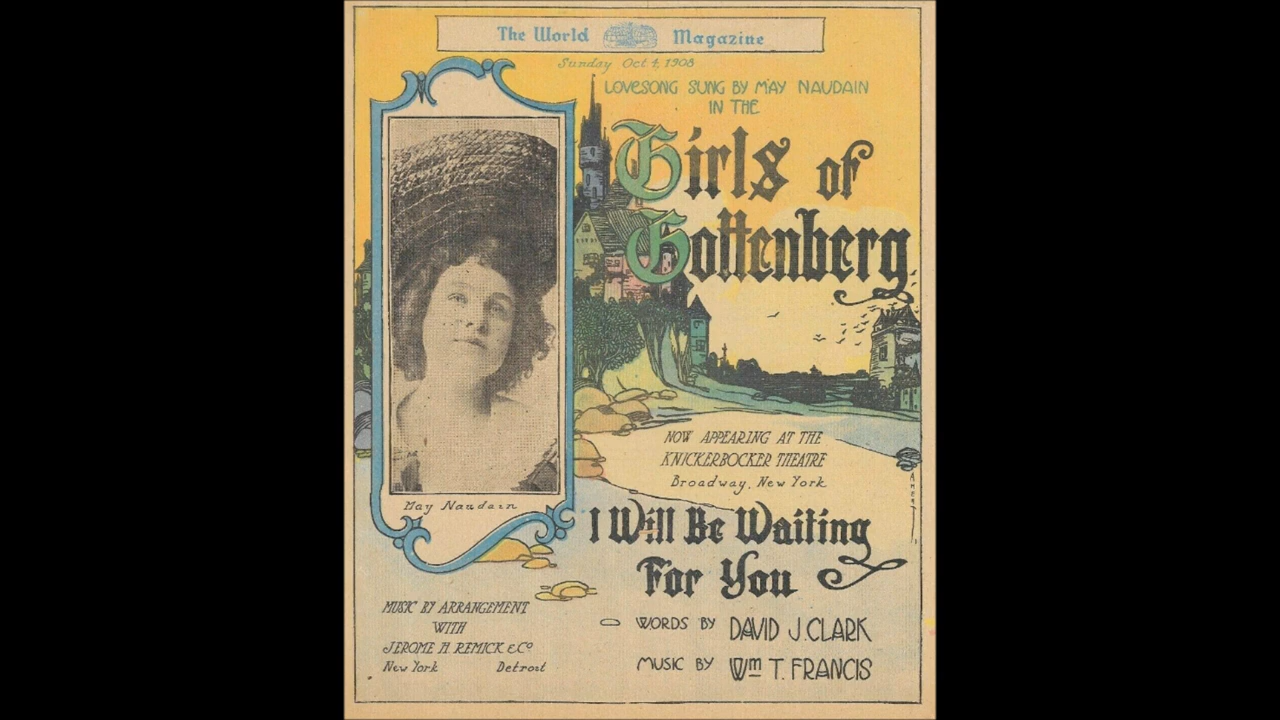 The World Magazine
Sunday Oct. 4, 1908
LOVESONG SUNG BY MAY NAUDAIN
IN THE
Girls of
Gottenberg
May Naudain
NOW APPEARING AT THE
KNICKERBOCKER THEATRE
Broadway, New York
I Will Be Waiting
For You
WORDS BY DAVID J. CLARK
MUSIC BY Wm T. FRANCIS
MUSIC BY ARRANGEMENT
WITH
JEROME H. REMICK & Co
New York Detroit